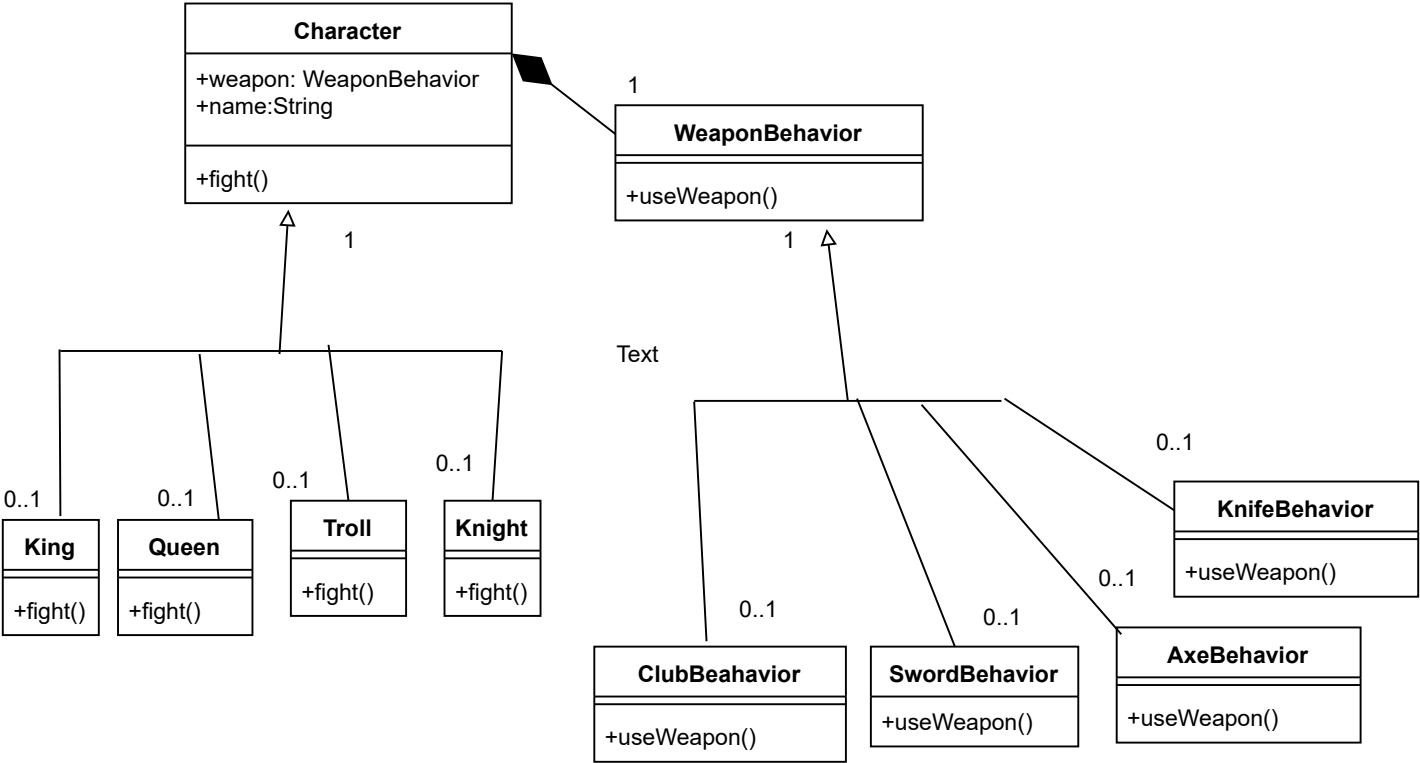 Character
+weapon: WeaponBehavior
+name:String
+fight()
1
WeaponBehavior
+useWeapon()
1
1
Text
0..1
King
+fight()
0..1
Queen
+fight()
0..1
Troll
+fight()
0..1
Knight
+fight()
0..1
ClubBeahavior
+useWeapon()
0..1
SwordBehavior
+useWeapon()
0..1
AxeBehavior
+useWeapon()
0..1
KnifeBehavior
+useWeapon()